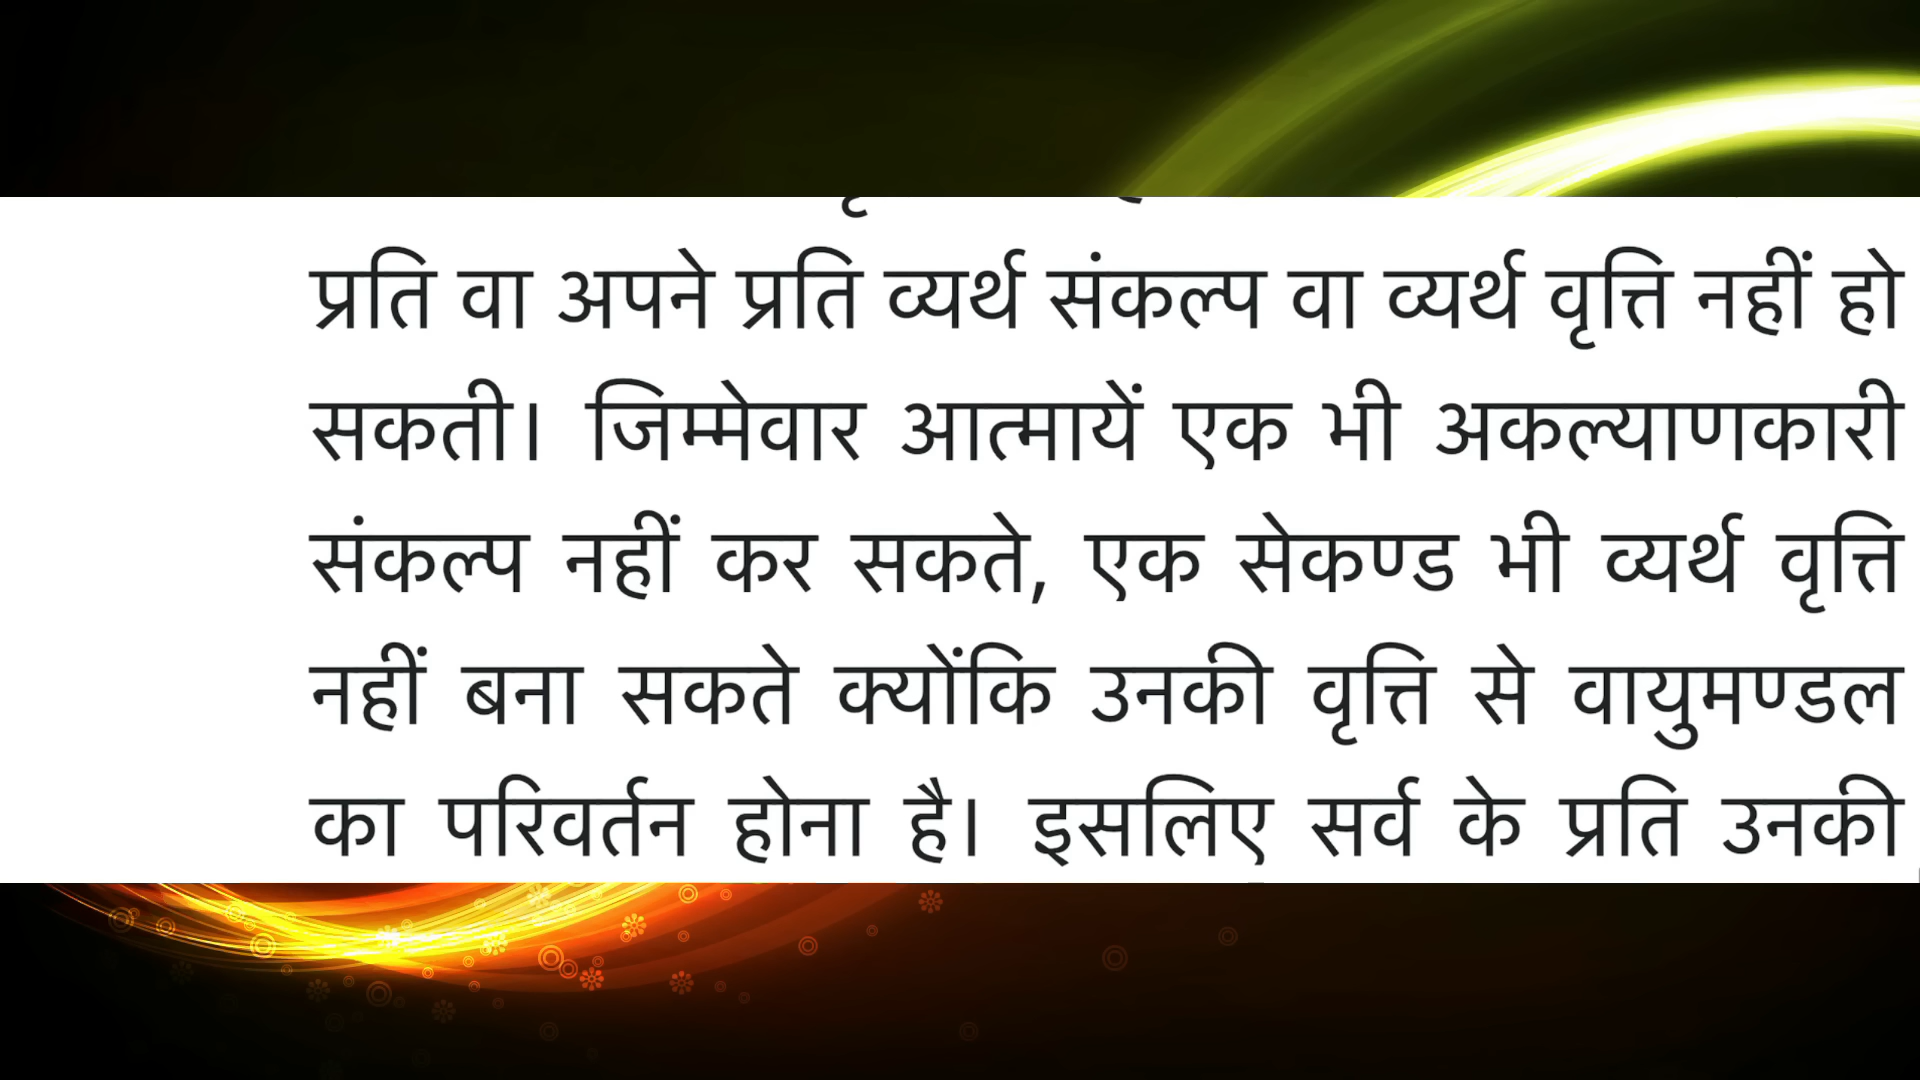 प्रति वा अपने प्रति व्यर्थ संकल्प वा व्यर्थ वृत्ति नहीं हो
सकती। जिम्मेवार आत्मायें एक भी अकल्याणकारी
संकल्प नहीं कर सकते, एक सेकण्ड भी व्यर्थ वृत्ति
नहीं बना सकते क्योंकि उनकी वृत्ति से वायुमण्डल
का परिवर्तन होना है। इसलिए सर्व के प्रति उनकी